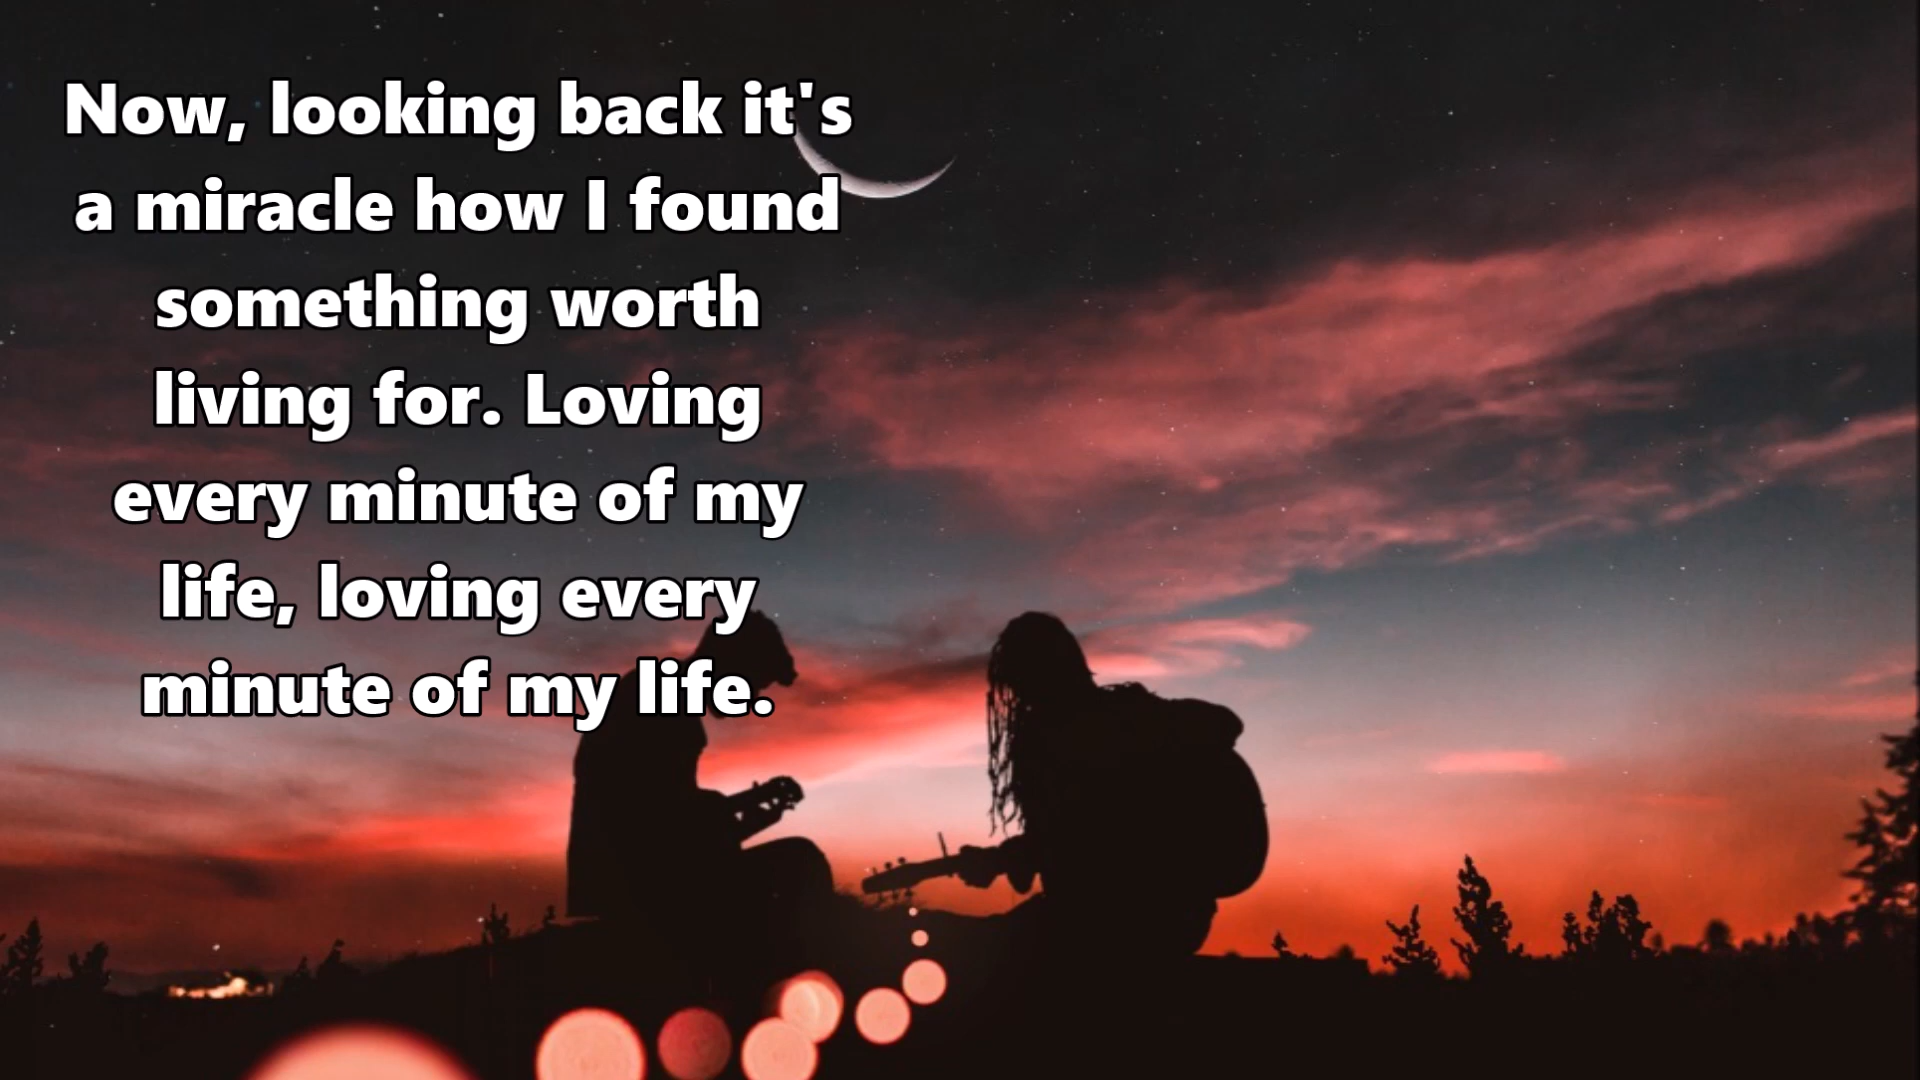 Now, looking back it's
a miracle how I found
something worth
living for. Loving
every minute of my
life, loving every
minute of my life.